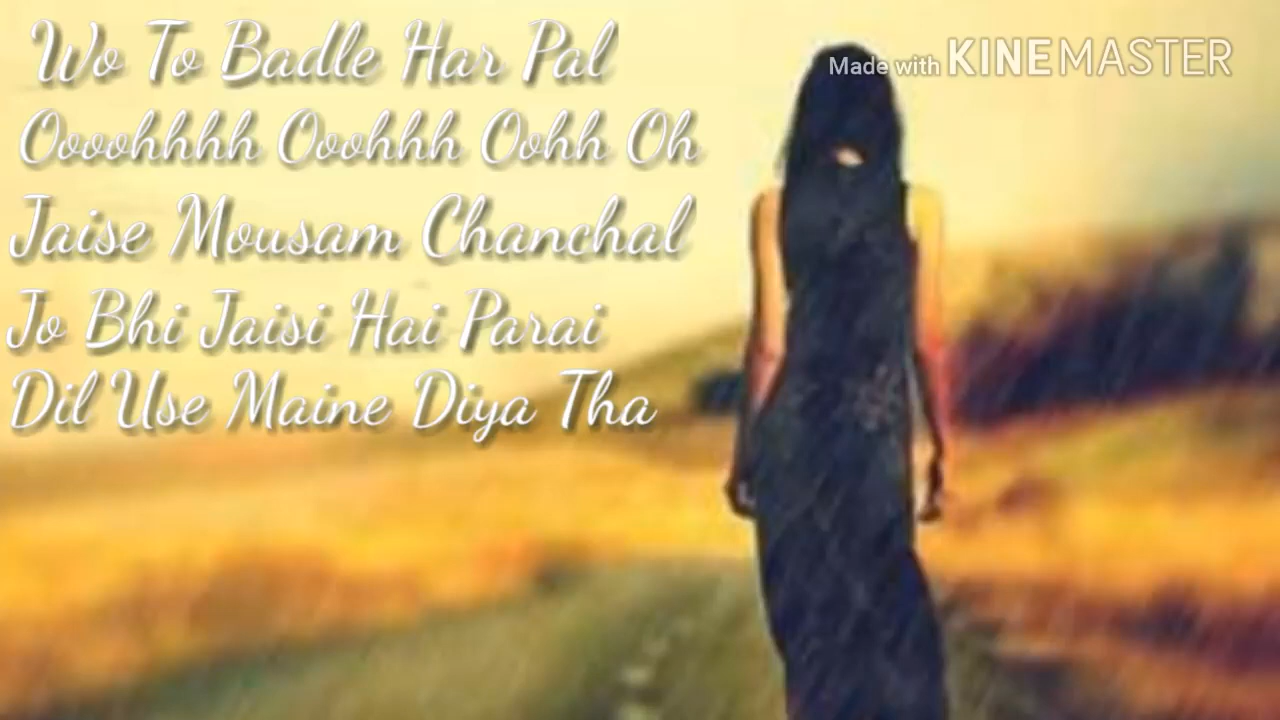 Wo To Badle Har Pal
Made with KINEMASTER
Oooohhhh Ooohhh Oohh Oh
Jaise Mousam Chanchal
Jo Bhi Jaisi Hai Parai
Dil Use Maine Diya Tha